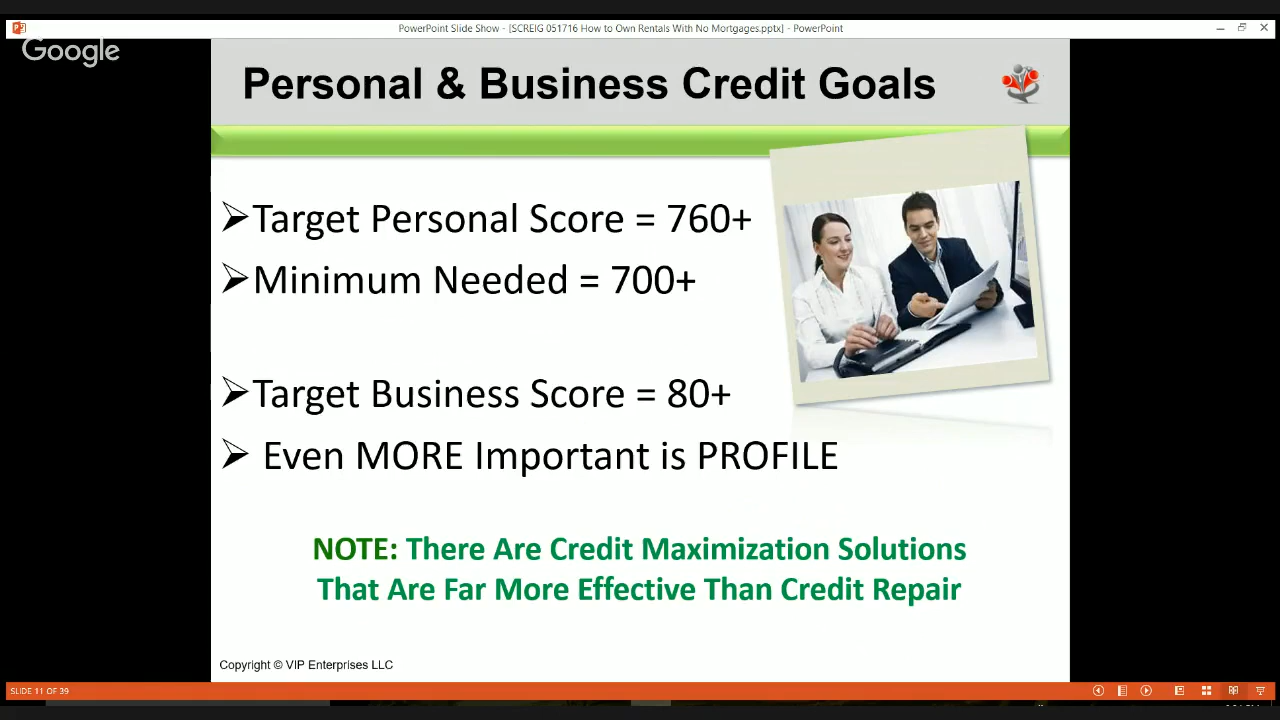 PowerPoint Slide Show - [SCREIG 051716 How to Own Rentals With No Mortgages.pptx] - PowerPoint
Google
Personal & Business Credit Goals
Target Personal Score = 760+
Minimum Needed = 700+
Target Business Score = 80+
Even MORE Important is PROFILE
NOTE: There Are Credit Maximization Solutions
That Are Far More Effective Than Credit Repair
Copyright © VIP Enterprises LLC
SLIDE 11 OF 39